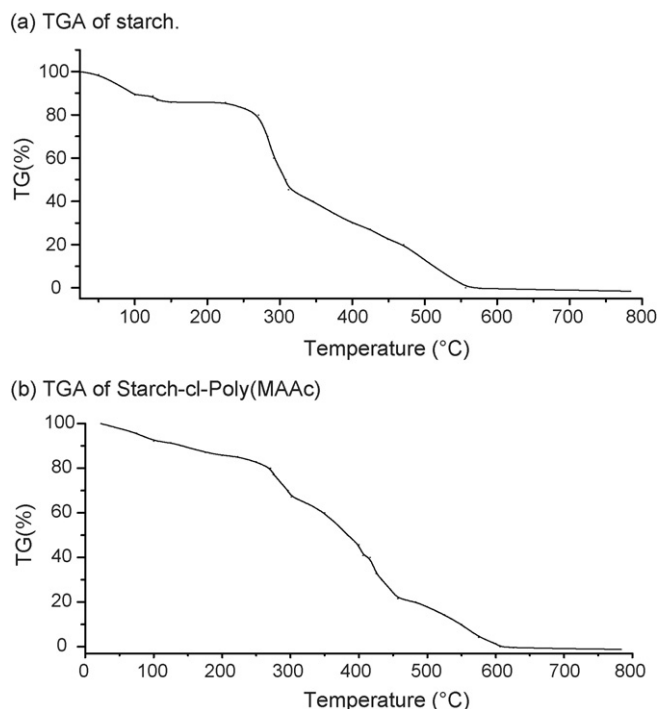 (a) TGA of starch.
100
80
60
40
20
0
TG(%)
100 200 300 400 500 600 700 800
Temperature (°C)
(b) TGA of Starch-cl-Poly(MAAc)
100
80
60
40
20
0
TG(%)
0 100 200 300 400 500 600 700 800
Temperature (°C)